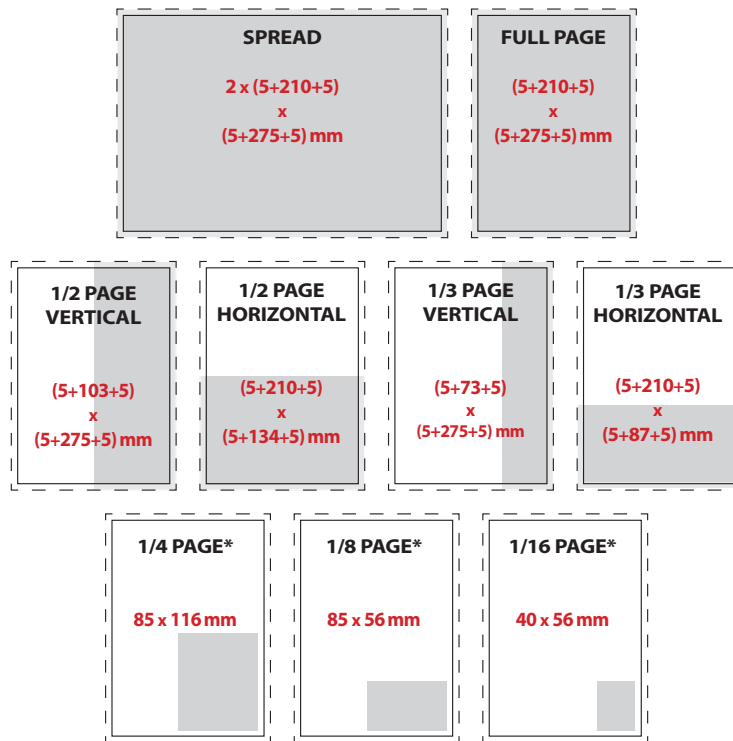 SPREAD
2 x (5+210+5)
x
(5+275+5) mm
FULL PAGE
(5+210+5)
x
(5+275+5) mm
1/2 PAGE
VERTICAL
(5+103+5)
x
(5+275+5) mm
1/2 PAGE
HORIZONTAL
(5+210+5)
x
(5+134+5) mm
1/3 PAGE
VERTICAL
(5+73+5)
x
(5+275+5) mm
1/3 PAGE
HORIZONTAL
(5+210+5)
x
(5+87+5) mm
1/4 PAGE*
85 x 116 mm
1/8 PAGE*
85 x 56 mm
1/16 PAGE*
40 x 56 mm